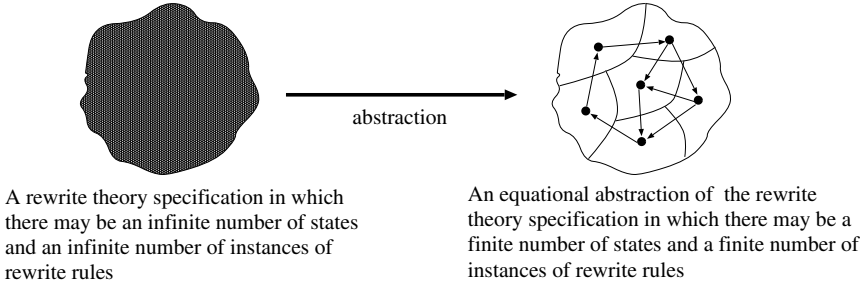 abstraction
A rewrite theory specification in which
there may be an infinite number of states
and an infinite number of instances of
rewrite rules
An equational abstraction of the rewrite
theory specification in which there may be a
finite number of states and a finite number of
instances of rewrite rules